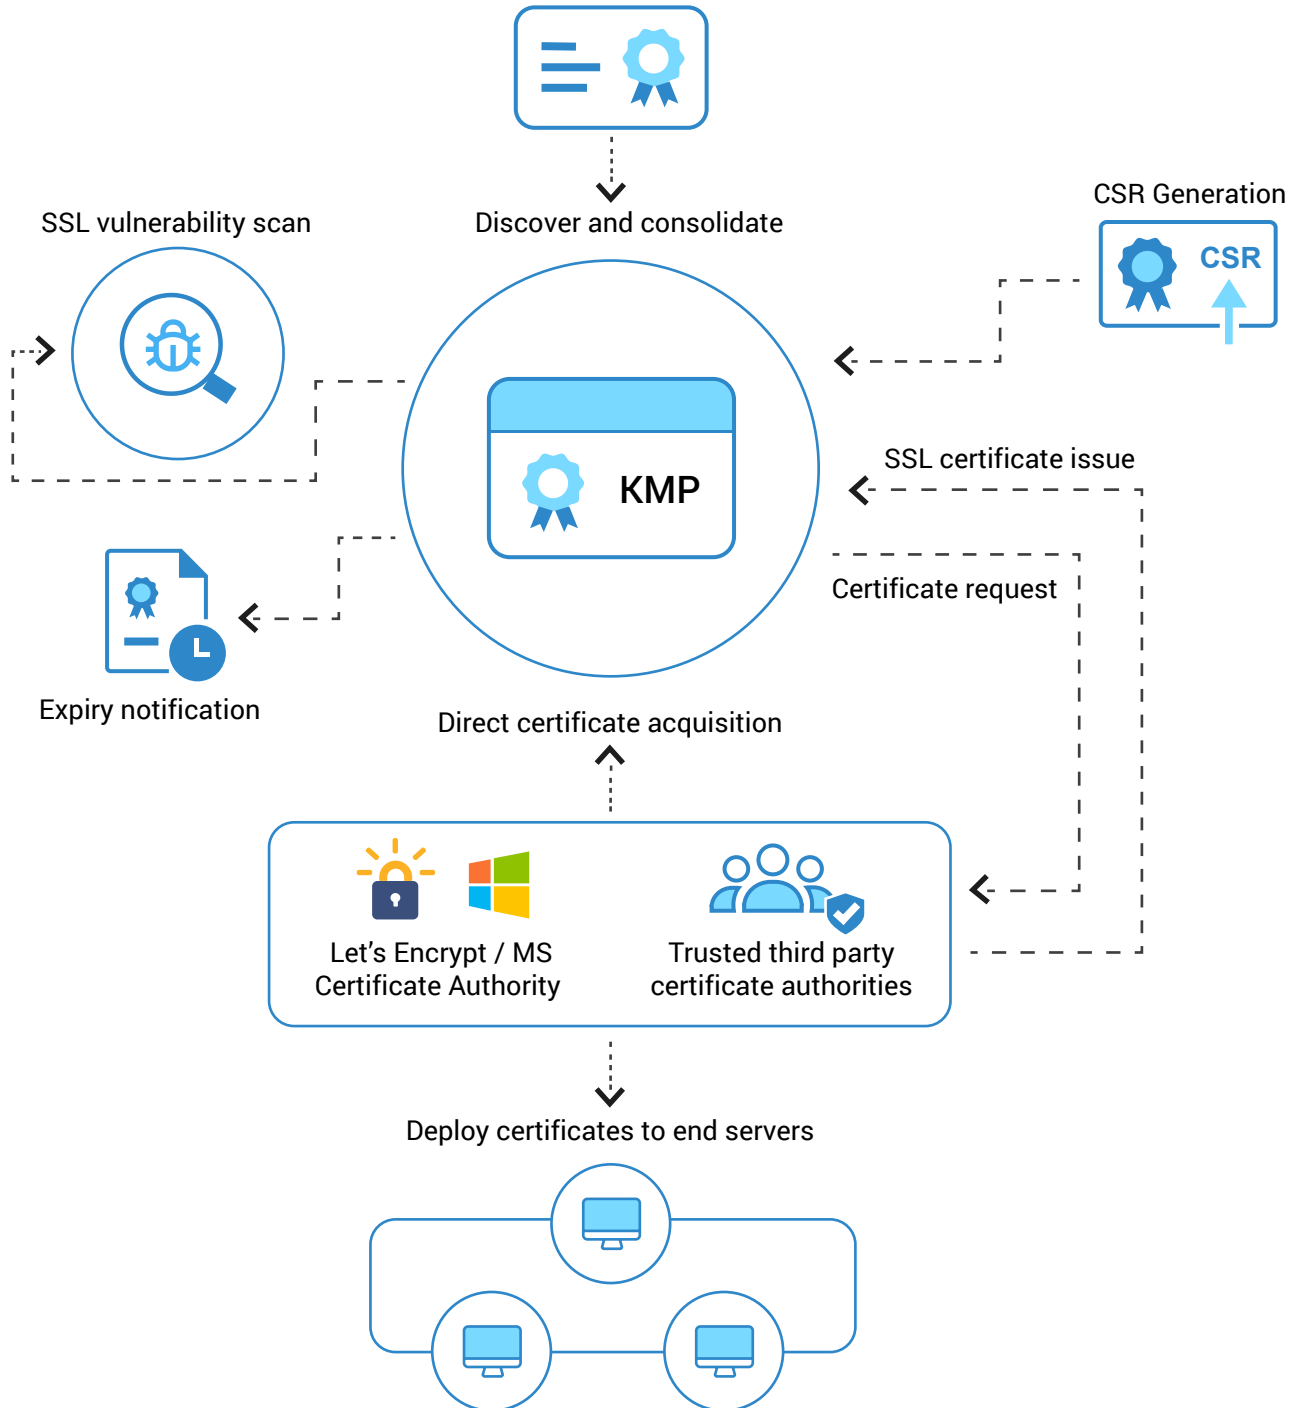 CSR Generation
SSL vulnerability scan
Discover and consolidate
CSR
SSL certificate issue
KMP
Certificate request
Expiry notification
Direct certificate acquisition
Let's Encrypt / MS
Certificate Authority
Trusted third party
certificate authorities
Deploy certificates to end servers